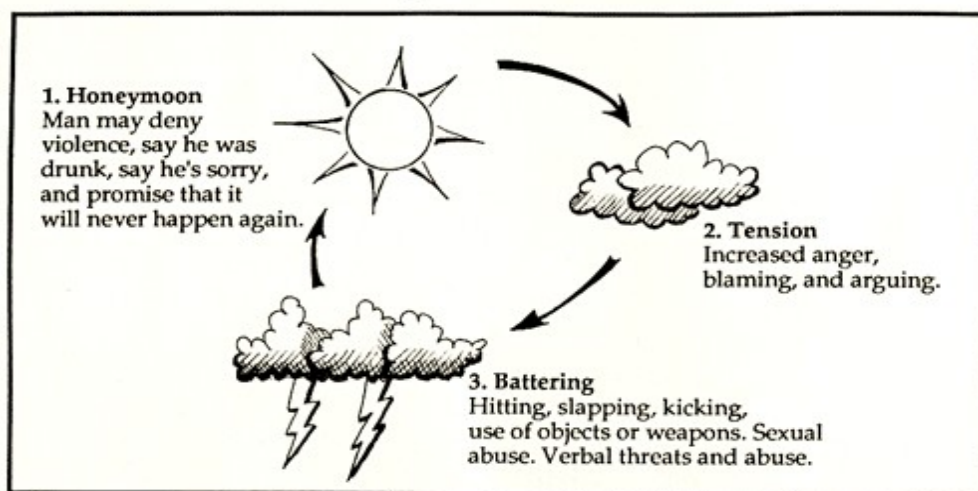 1. Honeymoon
Man may deny
violence, say he was
drunk, say he's sorry,
and promise that it
will never happen again.
2. Tension
Increased anger,
blaming, and arguing.
3. Battering
Hitting, slapping, kicking,
use of objects or weapons. Sexual
abuse. Verbal threats and abuse.